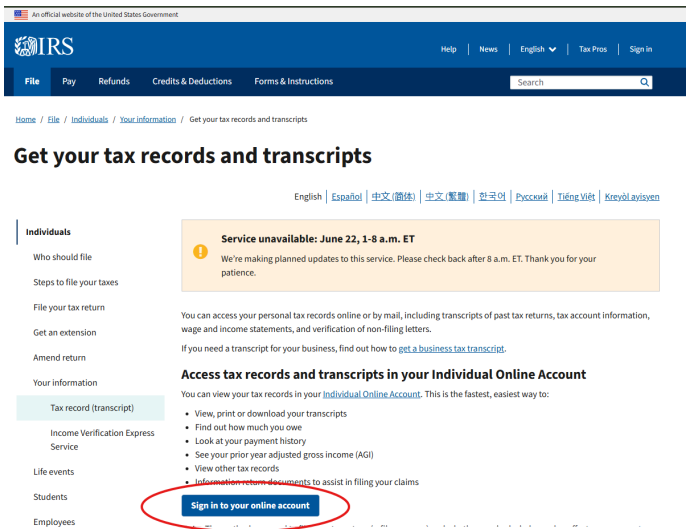 An official website of the United States Government
IRS
Help News English Tax Pros Sign in
File Pay Refunds Credits & Deductions Forms & Instructions
Search
Home / File / Individuals / Your information / Get your tax records and transcripts
Get your tax records and transcripts
English Español 中文 (简体) 中文 (繁體) 한국어 Русский Tiếng Việt Kreyòl ayisyen
Individuals
Who should file
Steps to file your taxes
File your tax return
Get an extension
Amend return
Your information
Tax record (transcript)
Income Verification Express
Service
Life events
Students
Employees
Service unavailable: June 22, 1-8 a.m. ET
We're making planned updates to this service. Please check back after 8 a.m. ET. Thank you for your
patience.
You can access your personal tax records online or by mail, including transcripts of past tax returns, tax account information,
wage and income statements, and verification of non-filing letters.
If you need a transcript for your business, find out how to get a business tax transcript.
Access tax records and transcripts in your Individual Online Account
You can view your tax records in your Individual Online Account. This is the fastest, easiest way to:
• View, print or download your transcripts
• Find out how much you owe
• Look at your payment history
• See your prior year adjusted gross income (AGI)
• View other tax records
• Information return documents to assist in filing your claims
Sign in to your online account